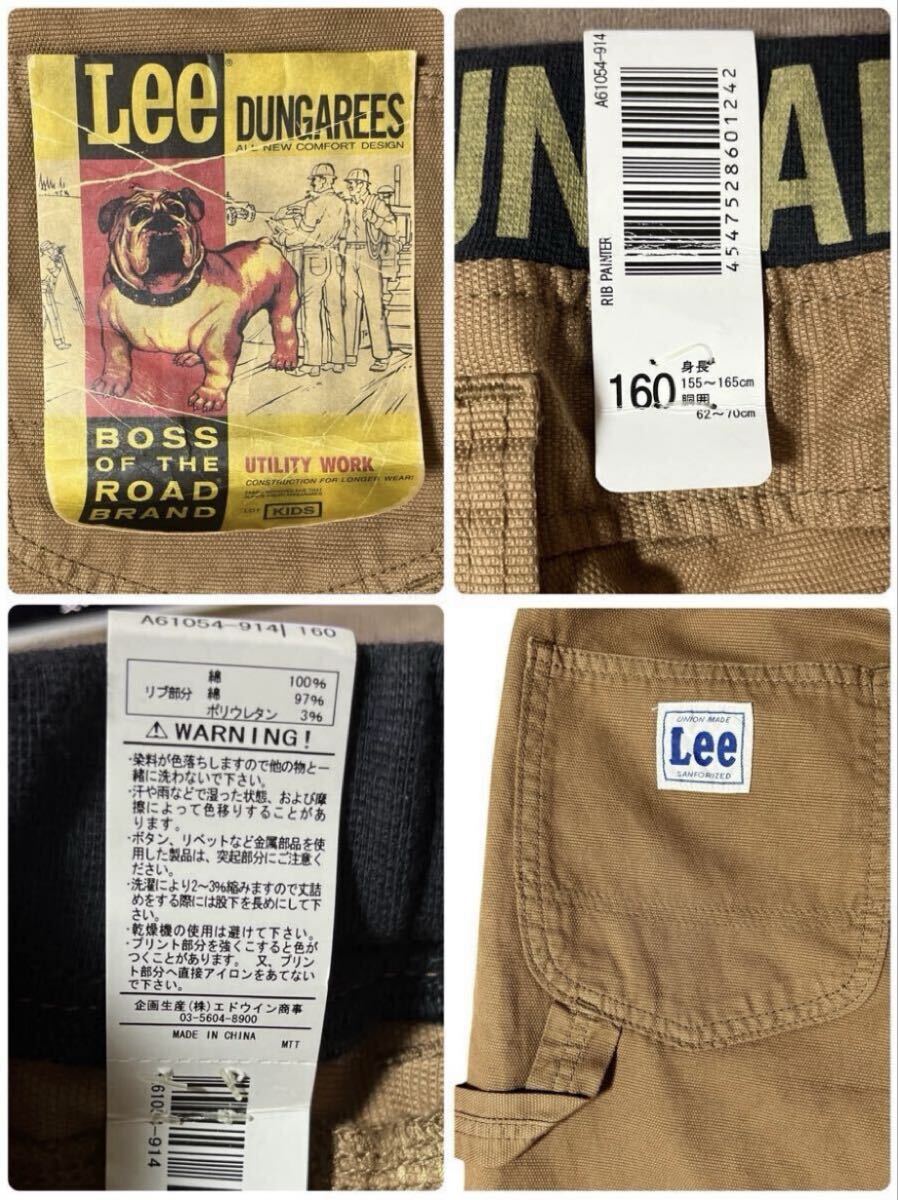 Lee®
DUNGAREES
ALL NEW COMFORT DESIGN
BOSS
OF THE
ROAD®
BRAND
UTILITY WORK
CONSTRUCTION FOR LONGER WEAR!
LOT KIDS
UNGA
A61054-914
4547528601242
RIB PAINTER
160
身長
155～165cm
胴囲
62～70cm
A61054-914 160
綿 100%
リブ部分 綿 97%
ポリウレタン 3%
⚠ WARNING!
･染料が色落ちしますので他の物と一
緒に洗わないで下さい。
･汗や雨などで湿った状態、および摩
擦によって色移りすることがあ
ります。
･ボタン、リベットなど金属部品を使
用した製品は、突起部分にご注意く
ださい。
･洗濯により2～3%縮みますので丈詰
めをする際には股下を長めにして下
さい。
･乾燥機の使用は避けて下さい。
･プリント部分を強くこすると色が
つくことがあります。 又、プリン
ト部分へ直接アイロンをあてない
で下さい。
企画生産(株)エドウイン商事
03-5604-8900
MADE IN CHINA
MTT
UNION MADE
Lee
SANFORIZED